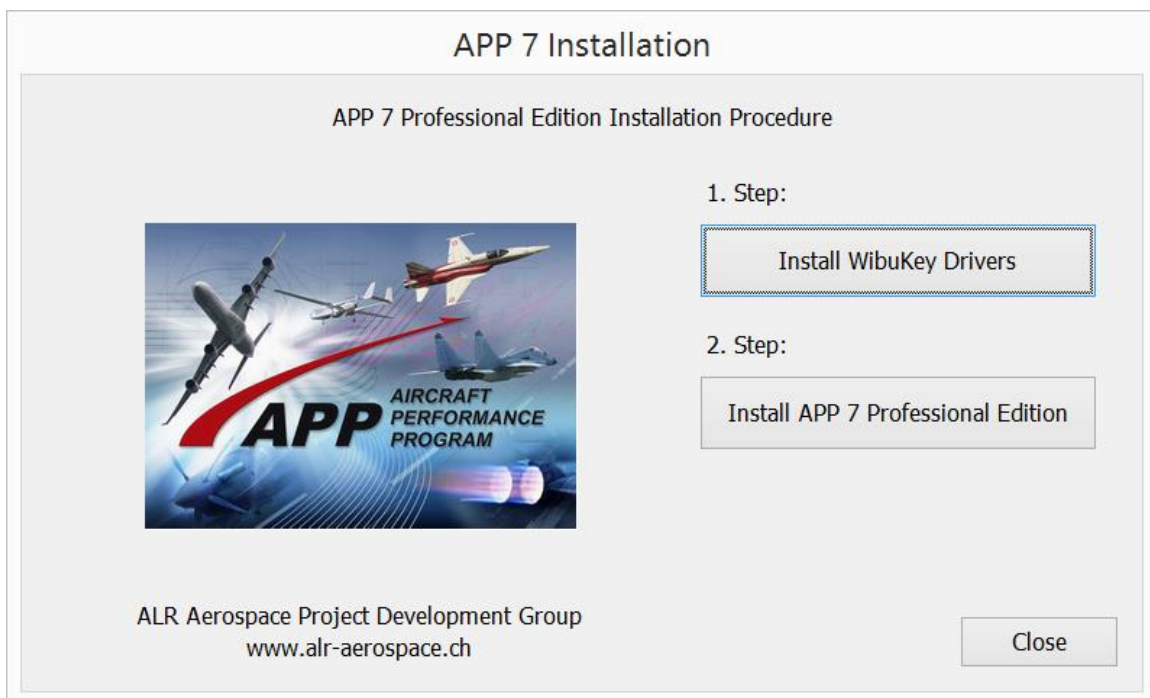 APP 7 Installation
APP 7 Professional Edition Installation Procedure
1. Step:
Install WibuKey Drivers
2. Step:
Install APP 7 Professional Edition
APP
AIRCRAFT
PERFORMANCE
PROGRAM
ALR Aerospace Project Development Group
www.alr-aerospace.ch
Close